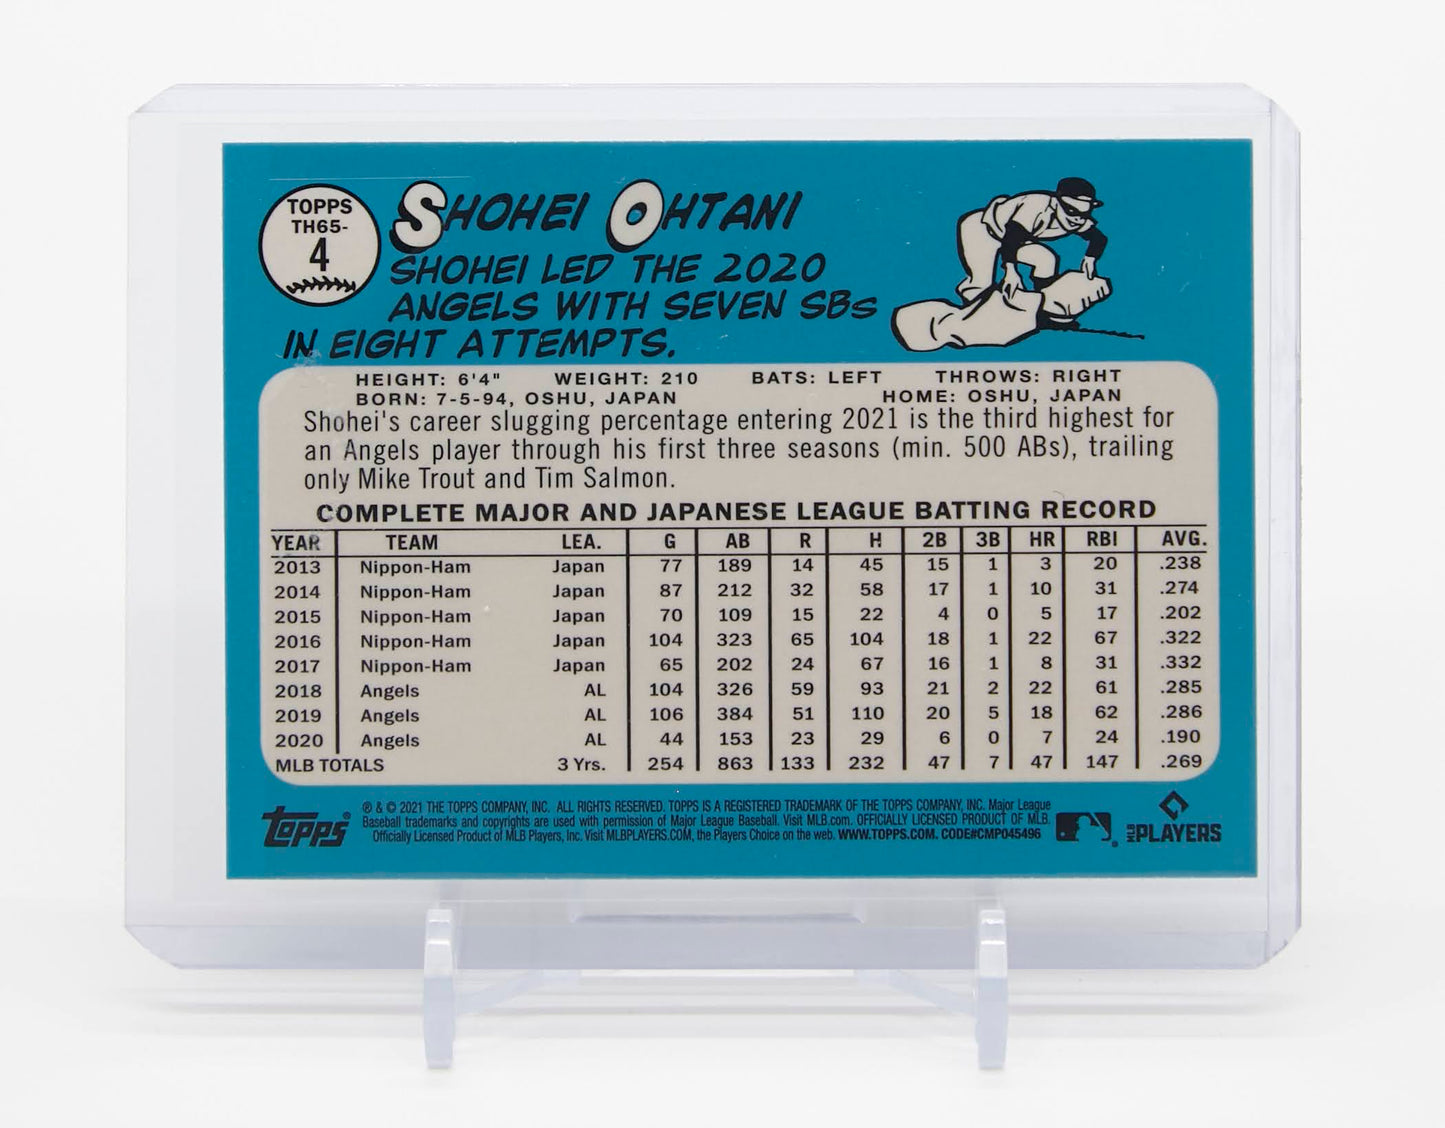 TOPPS
TH65-
4
SHOHEI OHTANI
SHOHEI LED THE 2020
ANGELS WITH SEVEN SBs
IN EIGHT ATTEMPTS.
HEIGHT: 6'4" WEIGHT: 210 BATS: LEFT THROWS: RIGHT
BORN: 7-5-94, OSHU, JAPAN HOME: OSHU, JAPAN
Shohei's career slugging percentage entering 2021 is the third highest for
an Angels player through his first three seasons (min. 500 ABs), trailing
only Mike Trout and Tim Salmon.
COMPLETE MAJOR AND JAPANESE LEAGUE BATTING RECORD
YEAR TEAM LEA. G AB R H 2B 3B HR RBI AVG.
2013 Nippon-Ham Japan 77 189 14 45 15 1 3 20 .238
2014 Nippon-Ham Japan 87 212 32 58 17 1 10 31 .274
2015 Nippon-Ham Japan 70 109 15 22 4 0 5 17 .202
2016 Nippon-Ham Japan 104 323 65 104 18 1 22 67 .322
2017 Nippon-Ham Japan 65 202 24 67 16 1 8 31 .332
2018 Angels AL 104 326 59 93 21 2 22 61 .285
2019 Angels AL 106 384 51 110 20 5 18 62 .286
2020 Angels AL 44 153 23 29 6 0 7 24 .190
MLB TOTALS 3 Yrs. 254 863 133 232 47 7 47 147 .269
topps®
® & © 2021 THE TOPPS COMPANY, INC. ALL RIGHTS RESERVED. TOPPS IS A REGISTERED TRADEMARK OF THE TOPPS COMPANY, INC. Major League
Baseball trademarks and copyrights are used with permission of Major League Baseball. Visit MLB.com. OFFICIALLY LICENSED PRODUCT OF MLB
Officially Licensed Product of MLB Players, Inc. Visit MLBPLAYERS.COM, the Players Choice on the web. WWW.TOPPS.COM. CODE#CMP045496
MLB PLAYERS